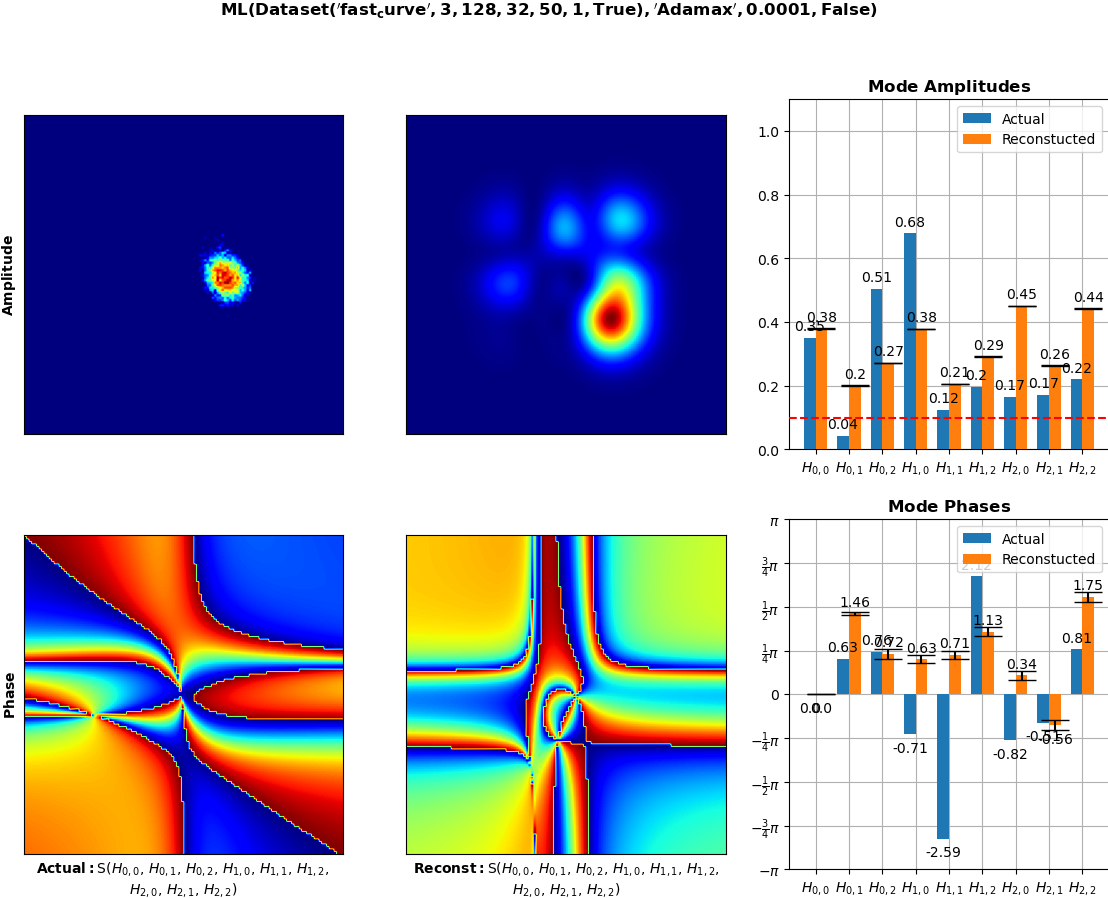 ML(Dataset('fast_curve', 3, 128, 32, 50, 1, True), 'Adamax', 0.0001, False)
Amplitude
Mode Amplitudes
Actual
Reconstucted
1.0
0.8
0.6
0.4
0.2
0.0
0.35
0.38
0.04
0.2
0.51
0.27
0.68
0.38
0.12
0.21
0.2
0.29
0.17
0.45
0.17
0.26
0.22
0.44
H0,0 H0,1 H0,2 H1,0 H1,1 H1,2 H2,0 H2,1 H2,2
Phase
Actual: S(H0,0, H0,1, H0,2, H1,0, H1,1, H1,2,
H2,0, H2,1, H2,2)
Reconst: S(H0,0, H0,1, H0,2, H1,0, H1,1, H1,2,
H2,0, H2,1, H2,2)
Mode Phases
Actual
Reconstucted
π
3/4π
1/2π
1/4π
0
−1/4π
−1/2π
−3/4π
−π
0.0
0.0
0.63
1.46
0.76
0.72
-0.71
0.63
-2.59
0.71
2.12
1.13
-0.82
0.34
-0.56
0.81
1.75
H0,0 H0,1 H0,2 H1,0 H1,1 H1,2 H2,0 H2,1 H2,2